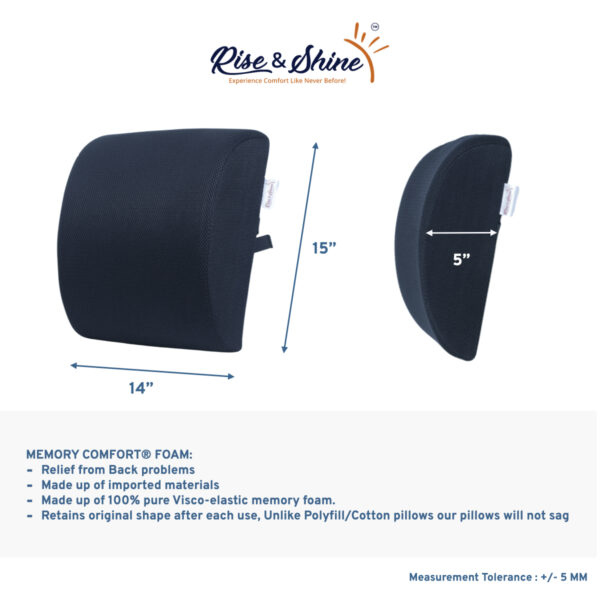 TM
Rise & Shine
Experience Comfort Like Never Before!
15”
5”
14”
MEMORY COMFORT® FOAM:
- Relief from Back problems
- Made up of imported materials
- Made up of 100% pure Visco-elastic memory foam.
- Retains original shape after each use, Unlike Polyfill/Cotton pillows our pillows will not sag
Measurement Tolerance : +/- 5 MM